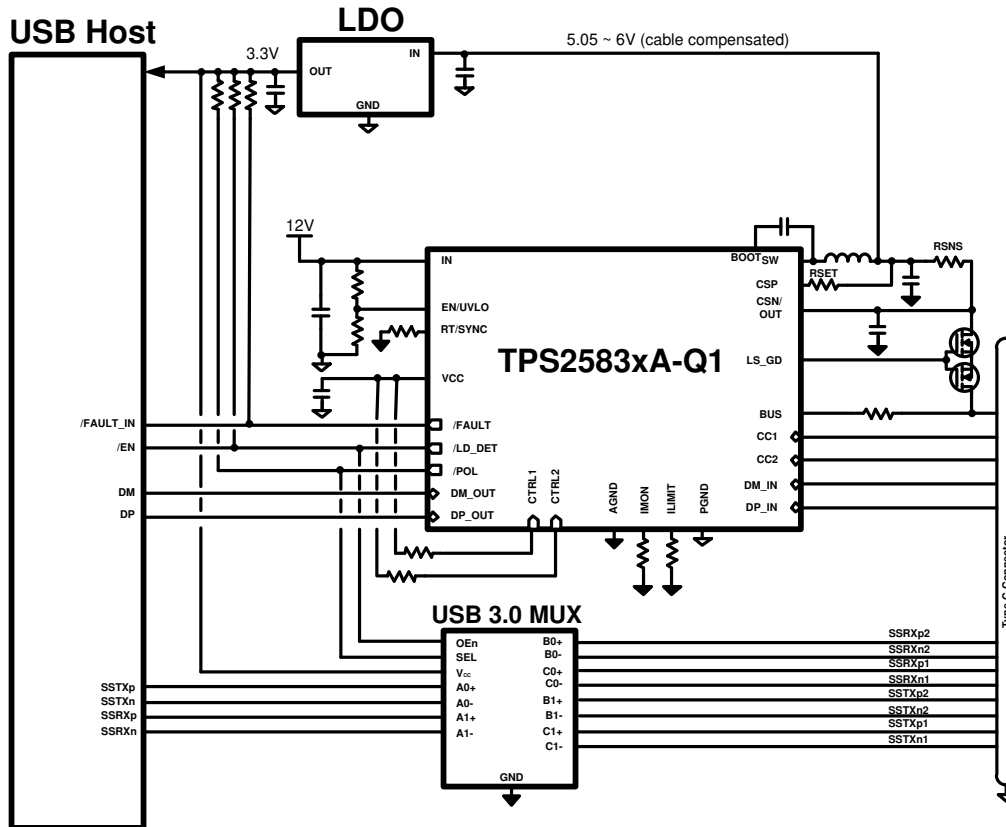 USB Host
LDO
5.05 ~ 6V (cable compensated)
3.3V
IN
OUT
GND
12V
BOOT
SW
RSNS
IN
CSP
RSET
CSN/
OUT
EN/UVLO
RT/SYNC
TPS2583xA-Q1
LS_GD
VCC
BUS
/FAULT_IN
/FAULT
CC1
/EN
/LD_DET
CC2
/POL
DM
DM_OUT
DM_IN
DP
DP_OUT
DP_IN
CTRL1
CTRL2
AGND
IMON
ILIMIT
PGND
Type C Connector
USB 3.0 MUX
OEn
SEL
Vcc
A0+
A0-
A1+
A1-
B0+
B0-
C0+
C0-
B1+
B1-
C1+
C1-
GND
SSTXp
SSTXn
SSRXp
SSRXn
SSRXp2
SSRXn2
SSRXp1
SSRXn1
SSTXp2
SSTXn2
SSTXp1
SSTXn1